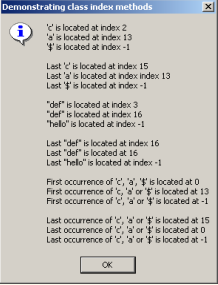 Demonstrating class index methods
'c' is located at index 2
'a' is located at index 13
'$' is located at index -1
Last 'c' is located at index 15
Last 'a' is located at index index 13
Last '$' is located at index -1
"def" is located at index 3
"def" is located at index 16
"hello" is located at index -1
Last "def" is located at index 16
Last "def" is located at 16
Last "hello" is located at index -1
First occurrence of 'c', 'a', '$' is located at 0
First occurrence of 'c, 'a' or '$' is located at 13
First occurrence of 'c', 'a' or '$' is located at -1
Last occurrence of 'c', 'a' or '$' is located at 15
Last occurrence of 'c', 'a' or '$' is located at 0
Last occurrence of 'c', 'a' or '$' is located at -1
OK